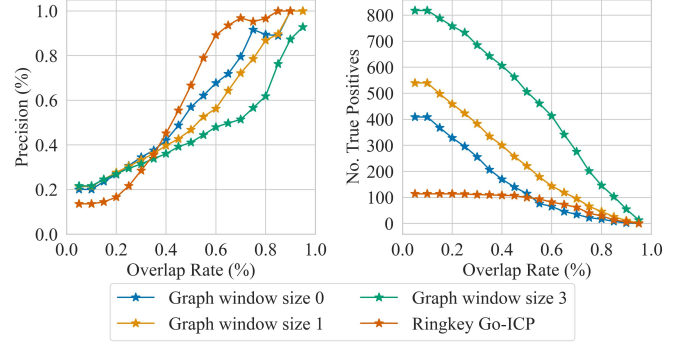 1.0
0.8
0.6
0.4
0.2
0.0
Precision (%)
0.0 0.2 0.4 0.6 0.8 1.0
Overlap Rate (%)
800
700
600
500
400
300
200
100
0
No. True Positives
0.0 0.2 0.4 0.6 0.8 1.0
Overlap Rate (%)
Graph window size 0
Graph window size 1
Graph window size 3
Ringkey Go-ICP